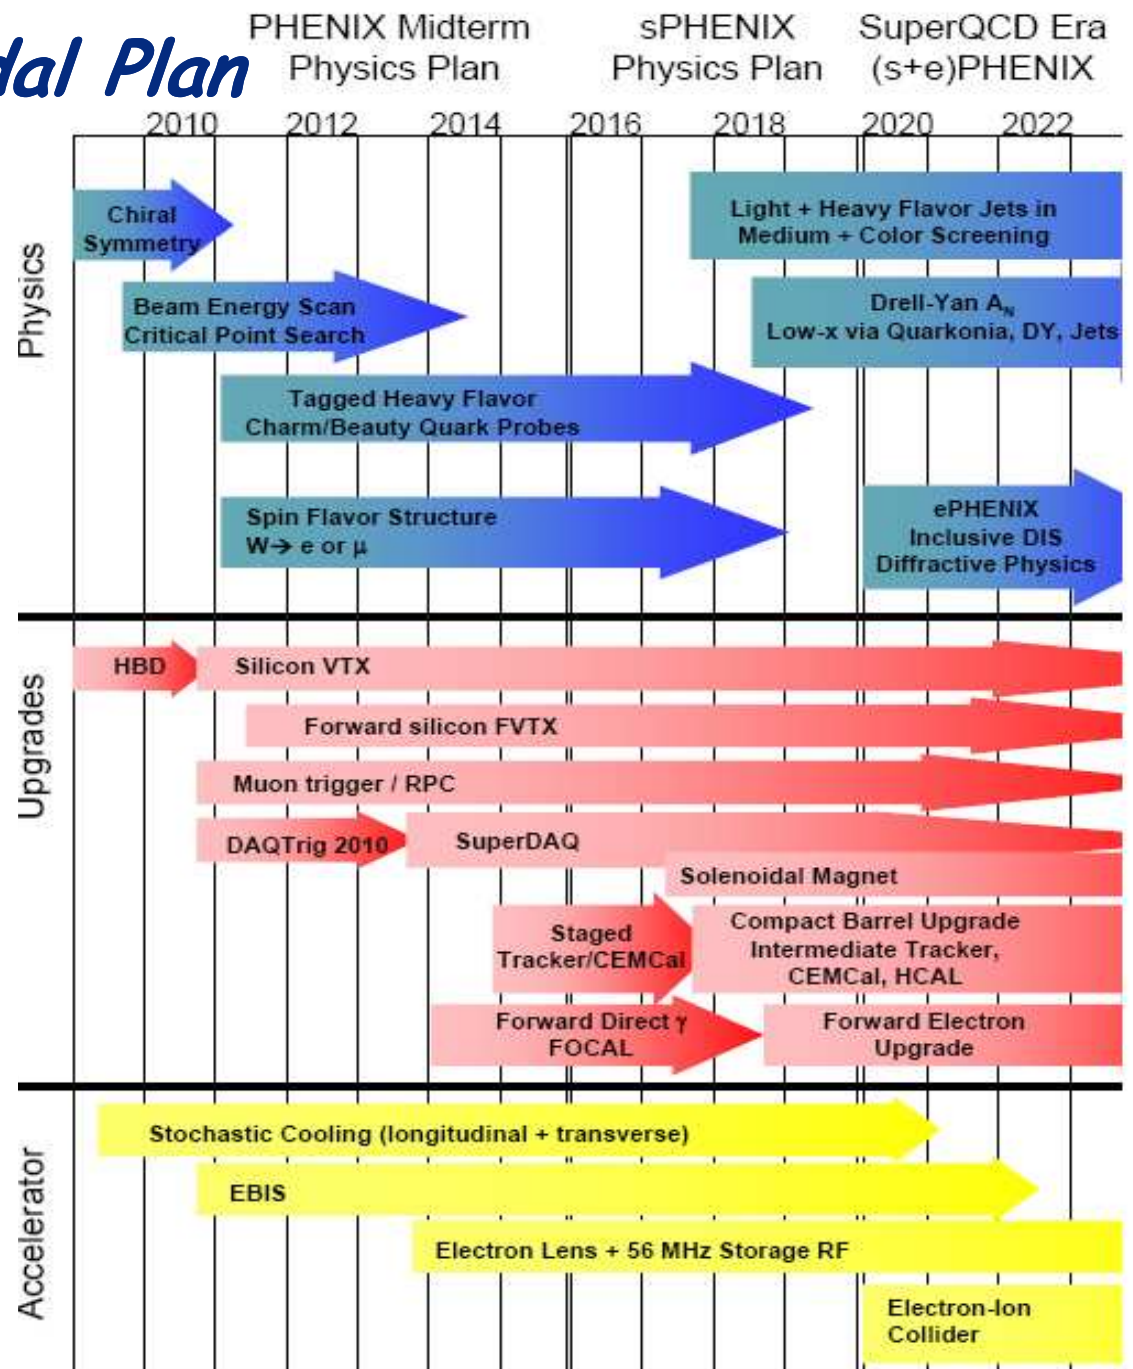 PHENIX Midterm
Physics Plan
sPHENIX
Physics Plan
SuperQCD Era
(s+e)PHENIX
Plan
2010 2012 2014 2016 2018 2020 2022
Physics
Chiral
Symmetry
Light + Heavy Flavor Jets in
Medium + Color Screening
Beam Energy Scan
Critical Point Search
Drell-Yan A_N
Low-x via Quarkonia, DY, Jets
Tagged Heavy Flavor
Charm/Beauty Quark Probes
Spin Flavor Structure
W→ e or μ
ePHENIX
Inclusive DIS
Diffractive Physics
Upgrades
HBD
Silicon VTX
Forward silicon FVTX
Muon trigger / RPC
DAQTrig 2010
SuperDAQ
Solenoidal Magnet
Staged
Tracker/CEMCal
Compact Barrel Upgrade
Intermediate Tracker,
CEMCal, HCAL
Forward Direct γ
FOCAL
Forward Electron
Upgrade
Accelerator
Stochastic Cooling (longitudinal + transverse)
EBIS
Electron Lens + 56 MHz Storage RF
Electron-Ion
Collider